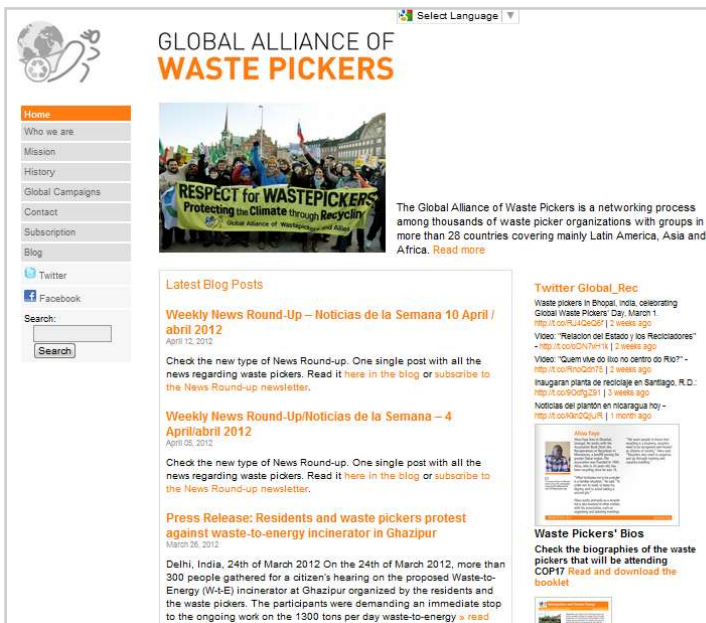 Select Language ▼
GLOBAL ALLIANCE OF
WASTE PICKERS
Home
Who we are
Mission
History
Global Campaigns
Contact
Subscription
Blog
Twitter
Facebook
Search:
Search
RESPECT for WASTEPICKERS
Protecting the Climate through Recycling
Global Alliance of Wastepickers and Allies
The Global Alliance of Waste Pickers is a networking process
among thousands of waste picker organizations with groups in
more than 28 countries covering mainly Latin America, Asia and
Africa. Read more
Latest Blog Posts
Weekly News Round-Up – Noticias de la Semana 10 April /
abril 2012
April 12, 2012
Check the new type of News Round-up. One single post with all the
news regarding waste pickers. Read it here in the blog or subscribe to
the News Round-up newsletter.
Weekly News Round-Up/Noticias de la Semana – 4
April/abril 2012
April 05, 2012
Check the new type of News Round-up. One single post with all the
news regarding waste pickers. Read it here in the blog or subscribe to
the News Round-up newsletter.
Press Release: Residents and waste pickers protest
against waste-to-energy incinerator in Ghazipur
March 26, 2012
Delhi, India, 24th of March 2012 On the 24th of March 2012, more than
300 people gathered for a citizen's hearing on the proposed Waste-to-
Energy (W-t-E) incinerator at Ghazipur organized by the residents and
the waste pickers. The participants were demanding an immediate stop
to the ongoing work on the 1300 tons per day waste-to-energy » read
Twitter Global_Rec
Waste pickers in Bhopal, India, celebrating
Global Waste Pickers' Day, March 1.
| 2 weeks ago
Video: "Relacion del Estado y los Recicladores"
- | 2 weeks ago
Video: "Quem vive do lixo no centro do Rio?" -
| 2 weeks ago
Inauguran planta de reciclaje en Santiago, R.D.:
| 3 weeks ago
Noticias del plantón en nicaragua hoy -
| 1 month ago
Waste Pickers' Bios
Check the biographies of the waste
pickers that will be attending
COP17 Read and download the
booklet